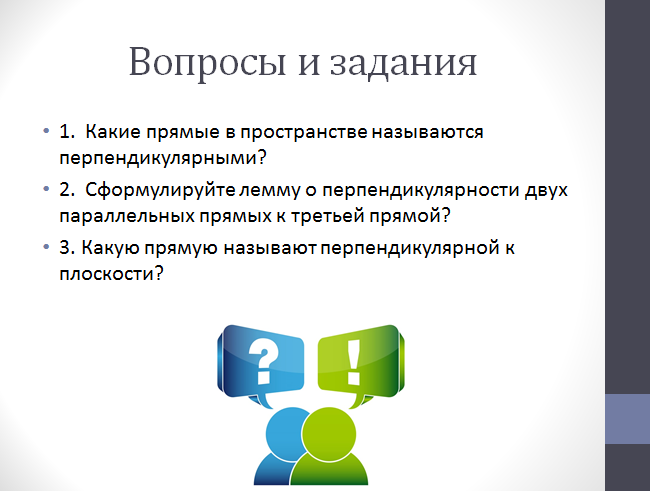 Вопросы и задания
• 1. Какие прямые в пространстве называются
перпендикулярными?
• 2. Сформулируйте лемму о перпендикулярности двух
параллельных прямых к третьей прямой?
• 3. Какую прямую называют перпендикулярной к
плоскости?
? !